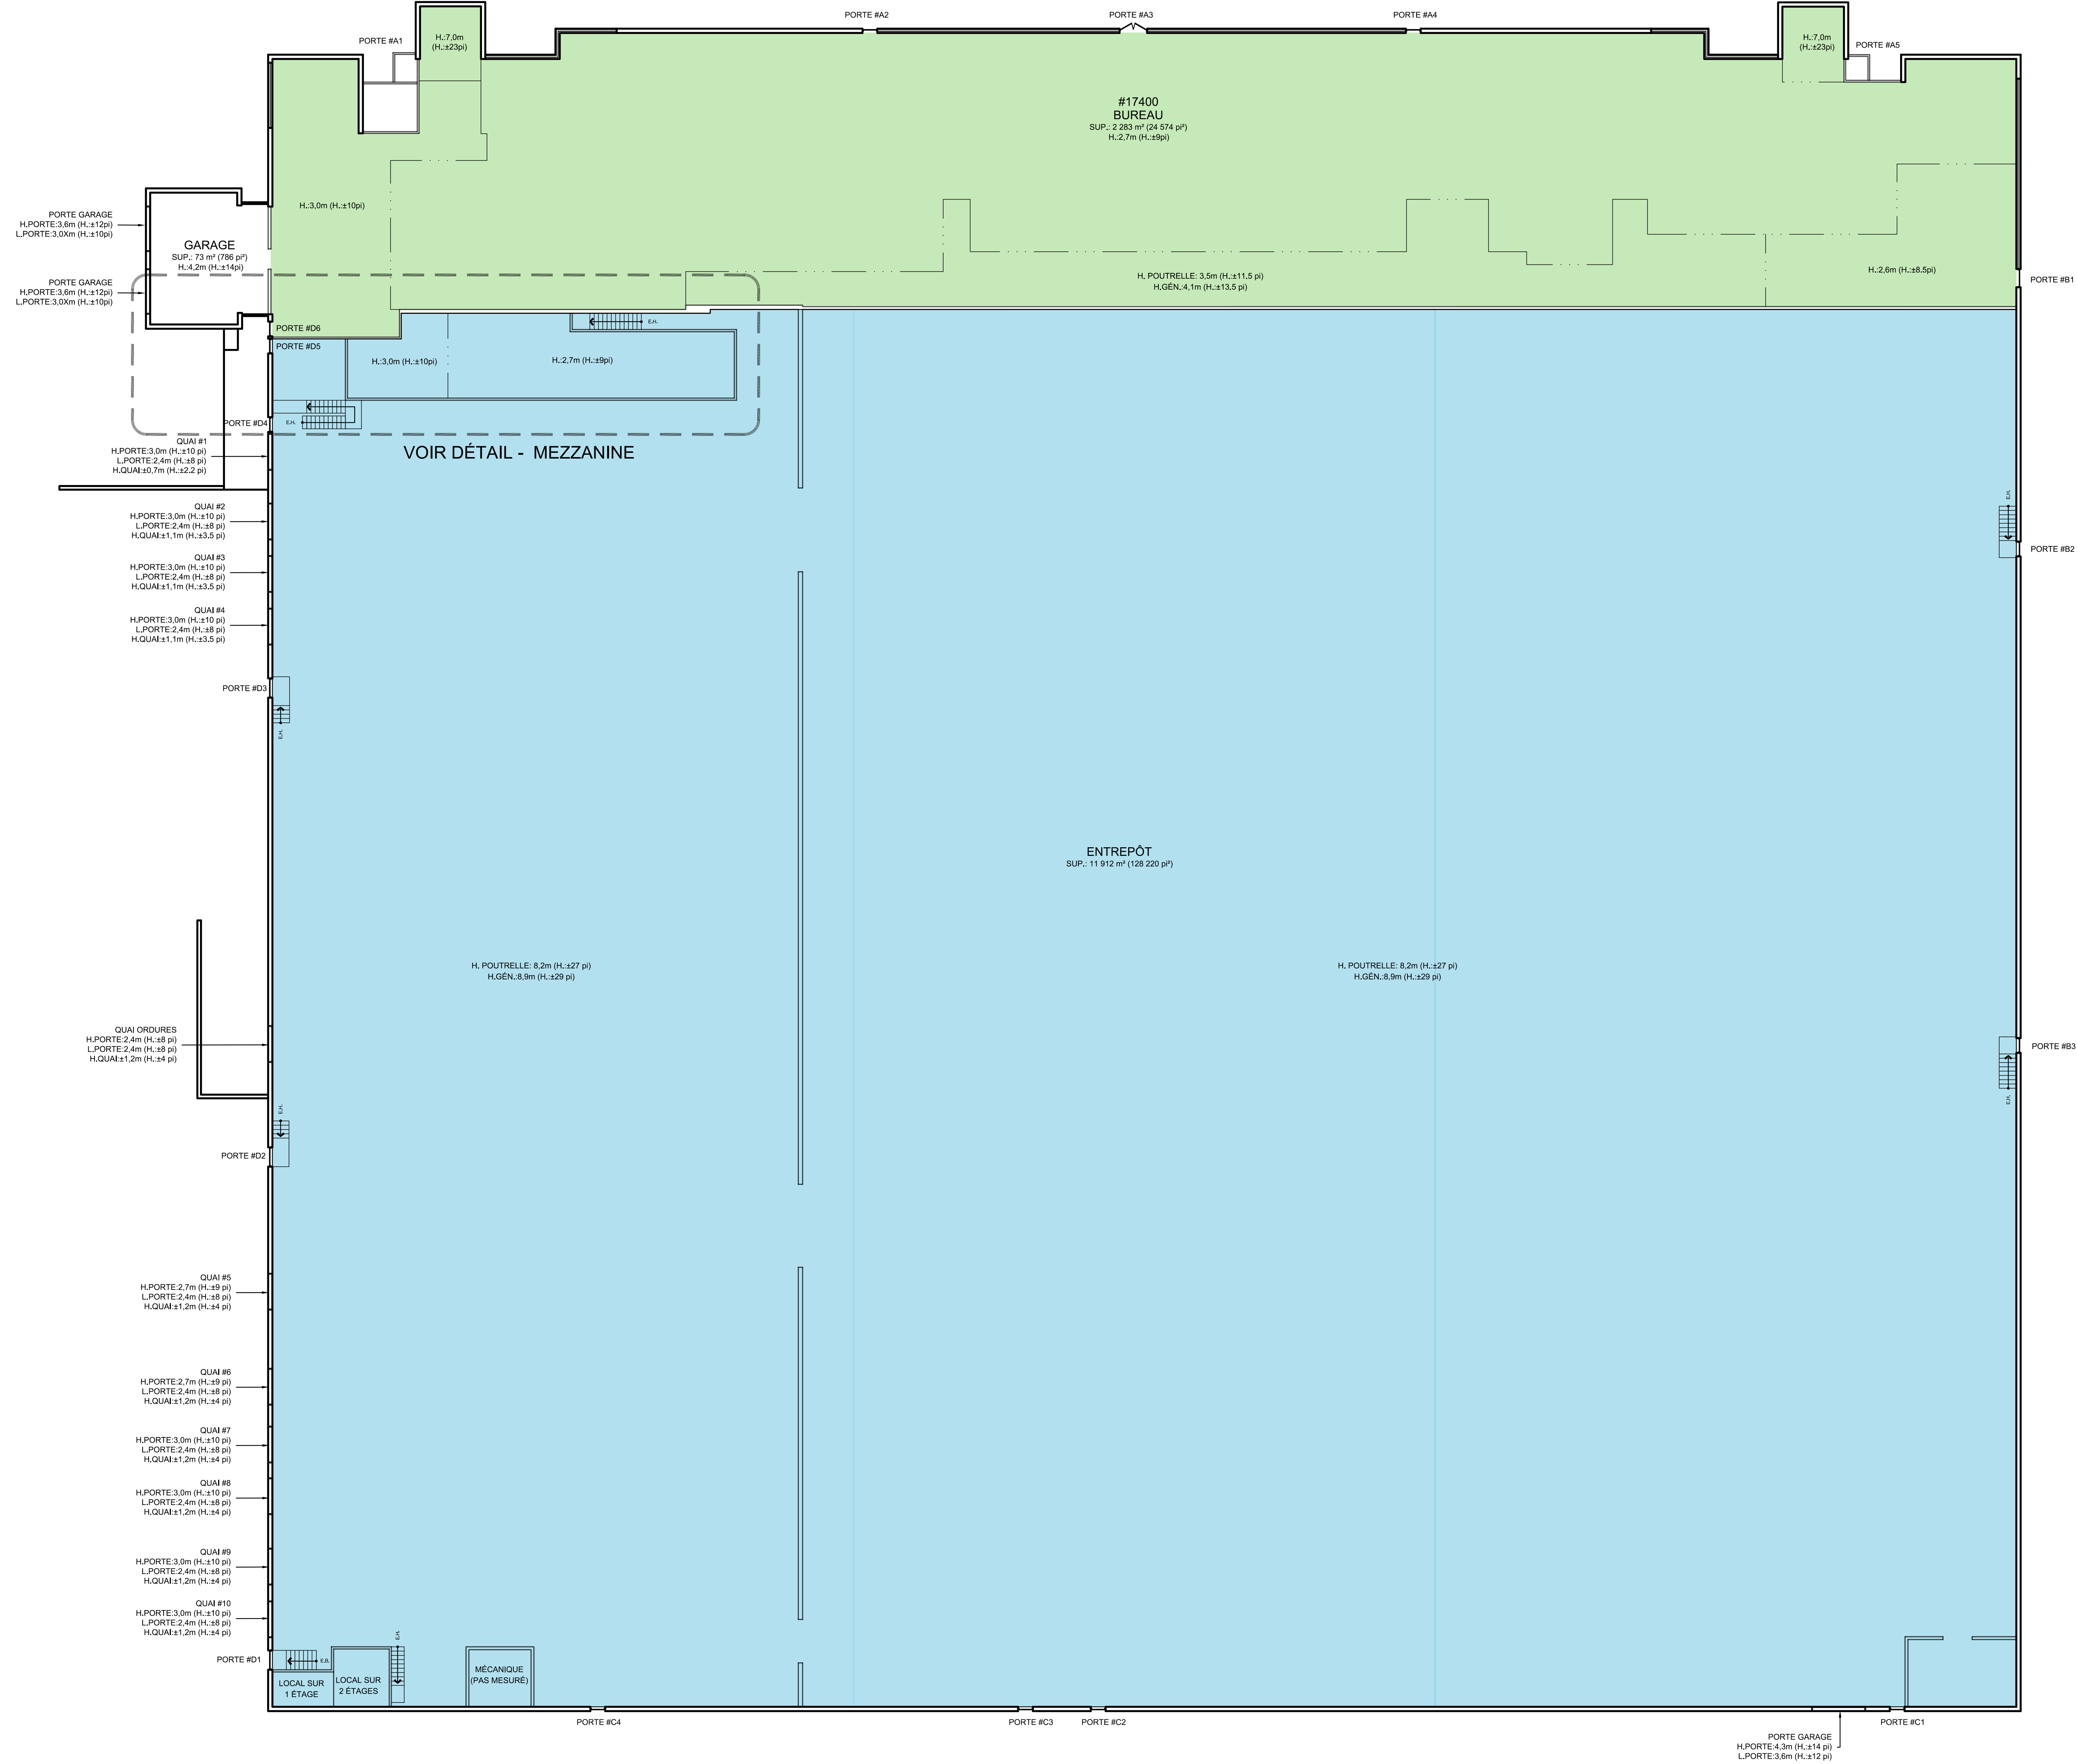 PORTE #A1
H.:7,0m
(H.:±23pi)
PORTE #A2
PORTE #A3
PORTE #A4
H.:7,0m
(H.:±23pi)
PORTE #A5
#17400
BUREAU
SUP.: 2 283 m² (24 574 pi²)
H.:2,7m (H.:±9pi)
H.:3,0m (H.:±10pi)
PORTE GARAGE
H.PORTE:3,6m (H.:±12pi)
L.PORTE:3,0Xm (H.:±10pi)
GARAGE
SUP.: 73 m² (786 pi²)
H.:4,2m (H.:±14pi)
PORTE GARAGE
H.PORTE:3,6m (H.:±12pi)
L.PORTE:3,0Xm (H.:±10pi)
H. POUTRELLE: 3,5m (H.:±11,5 pi)
H.GÉN.:4,1m (H.:±13,5 pi)
H.:2,6m (H.:±8.5pi)
PORTE #B1
PORTE #D6
PORTE #D5
E.H.
H.:3,0m (H.:±10pi)
H.:2,7m (H.:±9pi)
E.H.
PORTE #D4
VOIR DÉTAIL - MEZZANINE
QUAI #1
H.PORTE:3,0m (H.:±10 pi)
L.PORTE:2,4m (H.:±8 pi)
H.QUAI:±0,7m (H.:±2.2 pi)
QUAI #2
H.PORTE:3,0m (H.:±10 pi)
L.PORTE:2,4m (H.:±8 pi)
H.QUAI:±1,1m (H.:±3.5 pi)
E.H.
PORTE #B2
QUAI #3
H.PORTE:3,0m (H.:±10 pi)
L.PORTE:2,4m (H.:±8 pi)
H.QUAI:±1,1m (H.:±3.5 pi)
QUAI #4
H.PORTE:3,0m (H.:±10 pi)
L.PORTE:2,4m (H.:±8 pi)
H.QUAI:±1,1m (H.:±3.5 pi)
PORTE #D3
E.H.
ENTREPÔT
SUP.: 11 912 m² (128 220 pi²)
H. POUTRELLE: 8,2m (H.:±27 pi)
H.GÉN.:8,9m (H.:±29 pi)
H. POUTRELLE: 8,2m (H.:±27 pi)
H.GÉN.:8,9m (H.:±29 pi)
QUAI ORDURES
H.PORTE:2,4m (H.:±8 pi)
L.PORTE:2,4m (H.:±8 pi)
H.QUAI:±1,2m (H.:±4 pi)
PORTE #B3
E.H.
E.H.
PORTE #D2
QUAI #5
H.PORTE:2,7m (H.:±9 pi)
L.PORTE:2,4m (H.:±8 pi)
H.QUAI:±1,2m (H.:±4 pi)
QUAI #6
H.PORTE:2,7m (H.:±9 pi)
L.PORTE:2,4m (H.:±8 pi)
H.QUAI:±1,2m (H.:±4 pi)
QUAI #7
H.PORTE:3,0m (H.:±10 pi)
L.PORTE:2,4m (H.:±8 pi)
H.QUAI:±1,2m (H.:±4 pi)
QUAI #8
H.PORTE:3,0m (H.:±10 pi)
L.PORTE:2,4m (H.:±8 pi)
H.QUAI:±1,2m (H.:±4 pi)
QUAI #9
H.PORTE:3,0m (H.:±10 pi)
L.PORTE:2,4m (H.:±8 pi)
H.QUAI:±1,2m (H.:±4 pi)
QUAI #10
H.PORTE:3,0m (H.:±10 pi)
L.PORTE:2,4m (H.:±8 pi)
H.QUAI:±1,2m (H.:±4 pi)
E.H.
PORTE #D1
E.B.
LOCAL SUR
1 ÉTAGE
LOCAL SUR
2 ÉTAGES
MÉCANIQUE
(PAS MESURÉ)
PORTE #C4
PORTE #C3
PORTE #C2
PORTE #C1
PORTE GARAGE
H.PORTE:4,3m (H.:±14 pi)
L.PORTE:3,6m (H.:±12 pi)